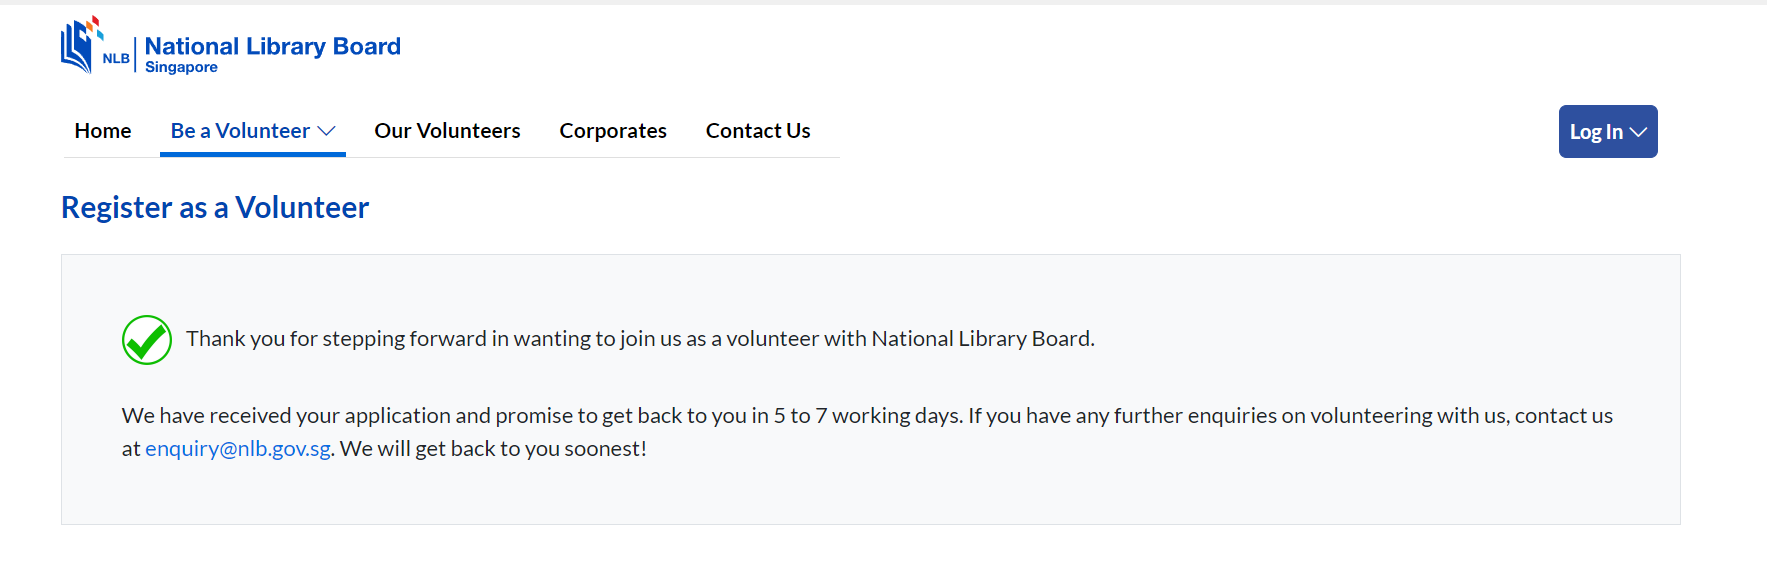 NLB
National Library Board
Singapore
Home
Be a Volunteer
Our Volunteers
Corporates
Contact Us
Log In
Register as a Volunteer
Thank you for stepping forward in wanting to join us as a volunteer with National Library Board.
We have received your application and promise to get back to you in 5 to 7 working days. If you have any further enquiries on volunteering with us, contact us
at enquiry@nlb.gov.sg. We will get back to you soonest!